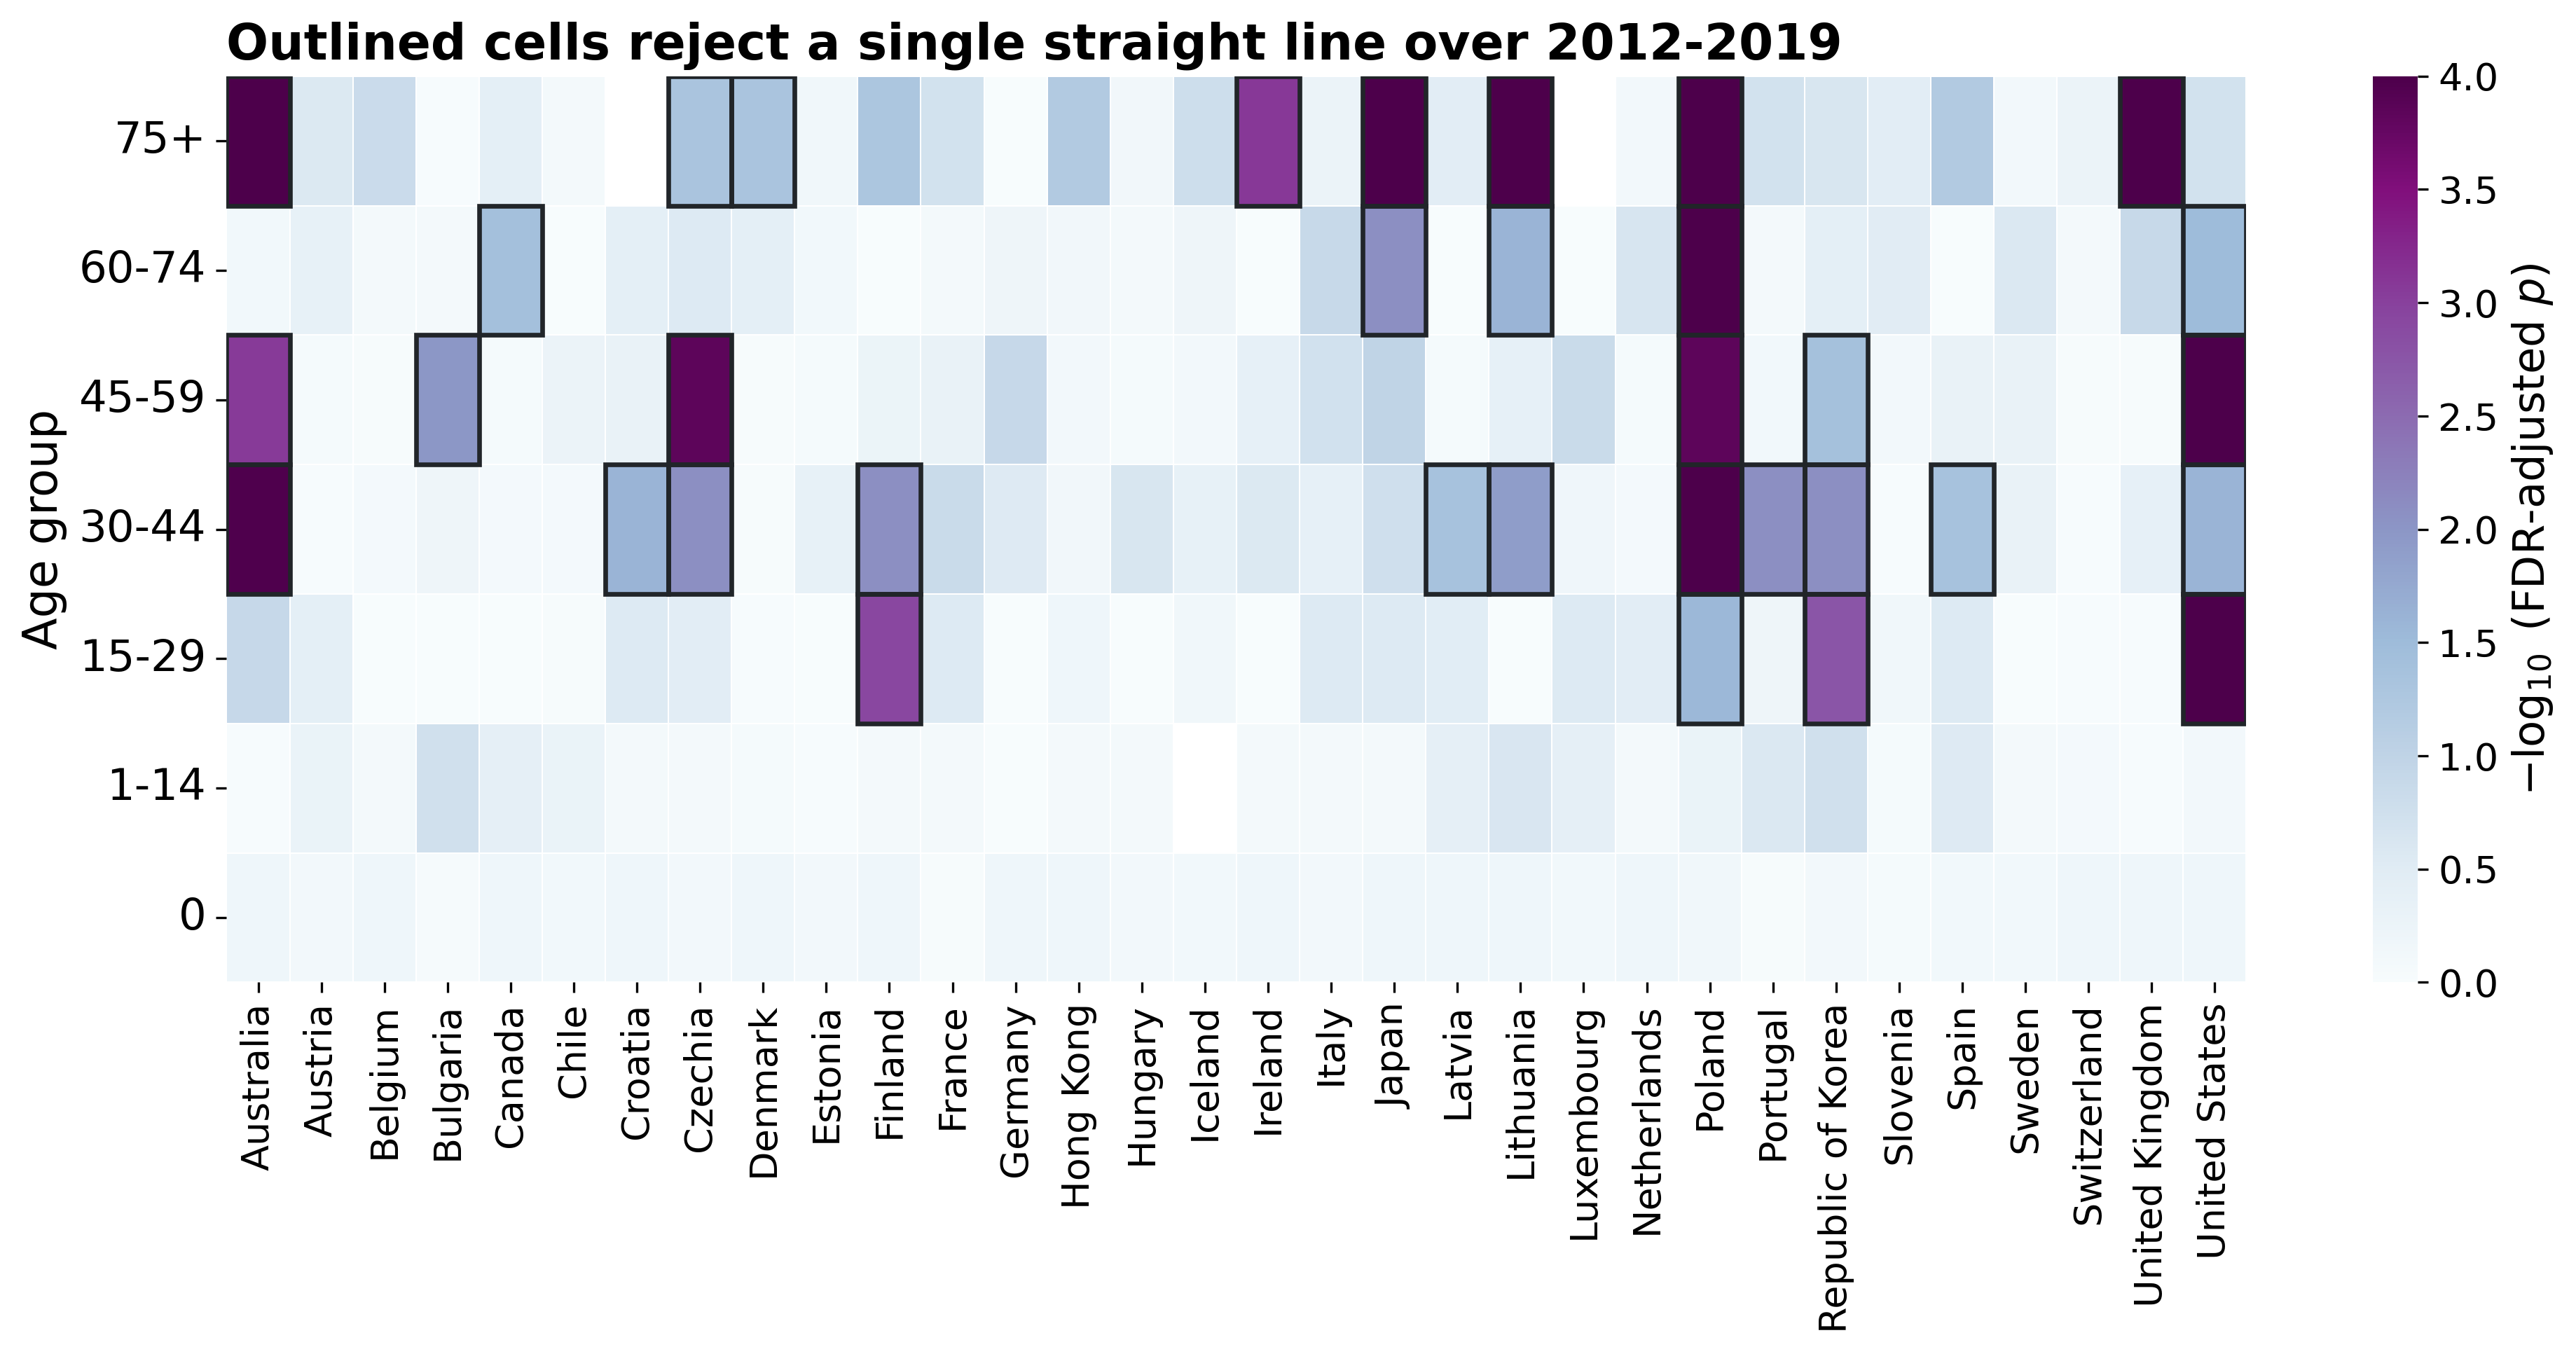 Outlined cells reject a single straight line over 2012-2019
Age group
75+
60-74
45-59
30-44
15-29
1-14
0
Australia
Austria
Belgium
Bulgaria
Canada
Chile
Croatia
Czechia
Denmark
Estonia
Finland
France
Germany
Hong Kong
Hungary
Iceland
Ireland
Italy
Japan
Latvia
Lithuania
Luxembourg
Netherlands
Poland
Portugal
Republic of Korea
Slovenia
Spain
Sweden
Switzerland
United Kingdom
United States
4.0
3.5
3.0
2.5
2.0
1.5
1.0
0.5
0.0
−log₁₀ (FDR-adjusted p)